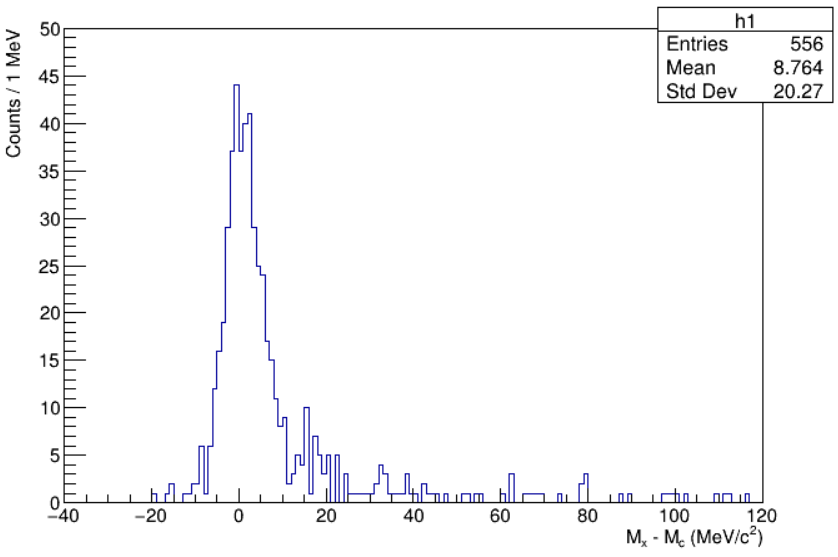 h1
Entries 556
Mean 8.764
Std Dev 20.27
Counts / 1 MeV
50
45
40
35
30
25
20
15
10
5
0
−40 −20 0 20 40 60 80 100 120
Mₓ - M_c (MeV/c²)